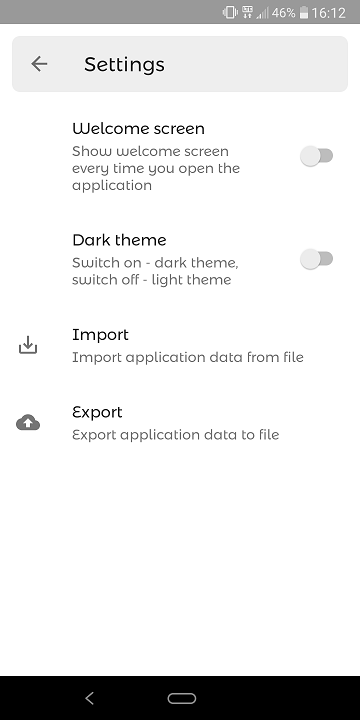 46% 16:12
Settings
Welcome screen
Show welcome screen
every time you open the
application
Dark theme
Switch on - dark theme,
switch off - light theme
Import
Import application data from file
Export
Export application data to file